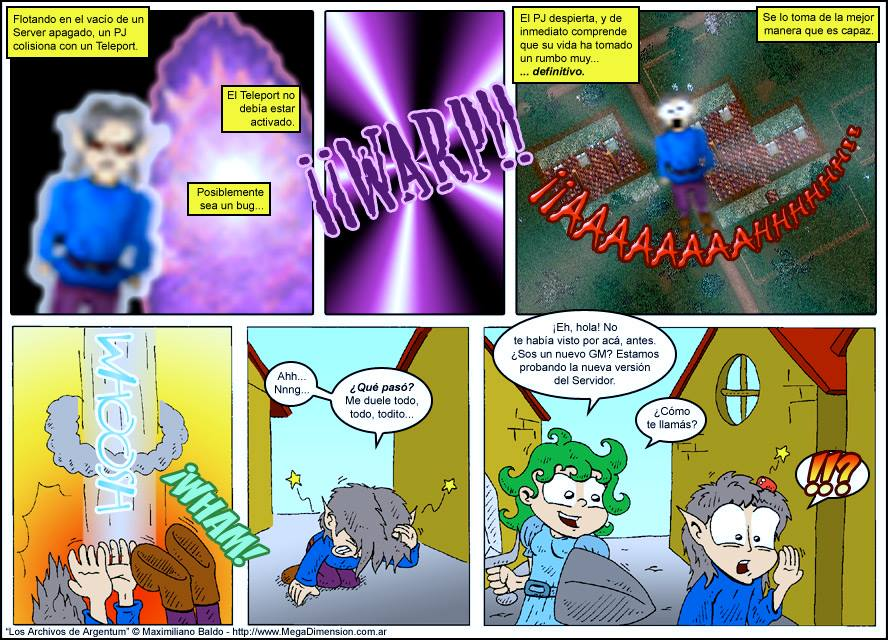 Flotando en el vacío de un
Server apagado, un PJ
colisiona con un Teleport.
El Teleport no
debía estar
activado.
Posiblemente
sea un bug...
¡¡WARP!!
El PJ despierta, y de
inmediato comprende
que su vida ha tomado
un rumbo muy...
... definitivo.
Se lo toma de la mejor
manera que es capaz.
¡¡AAAAAAAAHHHHHHH!!
WHOOSH
¡WHAM!
Ahh...
Nnng...
¿Qué pasó?
Me duele todo,
todo, todito...
¡Eh, hola! No
te había visto por acá, antes.
¿Sos un nuevo GM? Estamos
probando la nueva versión
del Servidor.
¿Cómo
te llamás?
!!?
"Los Archivos de Argentum" © Maximiliano Baldo - http://www.MegaDimension.com.ar